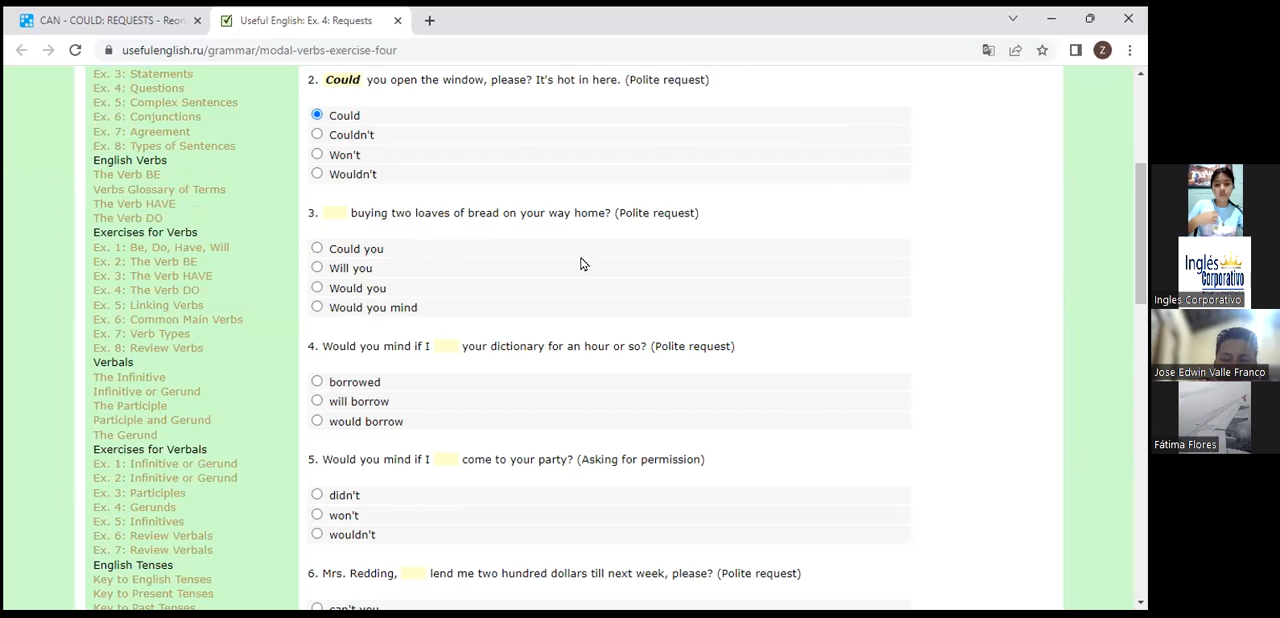 CAN - COULD: REQUESTS - Reor
Useful English: Ex. 4: Requests
usefulenglish.ru/grammar/modal-verbs-exercise-four
Z
Ex. 3: Statements
Ex. 4: Questions
Ex. 5: Complex Sentences
Ex. 6: Conjunctions
Ex. 7: Agreement
Ex. 8: Types of Sentences
English Verbs
The Verb BE
Verbs Glossary of Terms
The Verb HAVE
The Verb DO
Exercises for Verbs
Ex. 1: Be, Do, Have, Will
Ex. 2: The Verb BE
Ex. 3: The Verb HAVE
Ex. 4: The Verb DO
Ex. 5: Linking Verbs
Ex. 6: Common Main Verbs
Ex. 7: Verb Types
Ex. 8: Review Verbs
Verbals
The Infinitive
Infinitive or Gerund
The Participle
Participle and Gerund
The Gerund
Exercises for Verbals
Ex. 1: Infinitive or Gerund
Ex. 2: Infinitive or Gerund
Ex. 3: Participles
Ex. 4: Gerunds
Ex. 5: Infinitives
Ex. 6: Review Verbals
Ex. 7: Review Verbals
English Tenses
Key to English Tenses
Key to Present Tenses
Key to Past Tenses
2. Could you open the window, please? It's hot in here. (Polite request)
Could
Couldn't
Won't
Wouldn't
3. buying two loaves of bread on your way home? (Polite request)
Could you
Will you
Would you
Would you mind
4. Would you mind if I your dictionary for an hour or so? (Polite request)
borrowed
will borrow
would borrow
5. Would you mind if I come to your party? (Asking for permission)
didn't
won't
wouldn't
6. Mrs. Redding, lend me two hundred dollars till next week, please? (Polite request)
can't you
Inglés
Corporativo
Ingles Corporativo
Jose Edwin Valle Franco
Fátima Flores